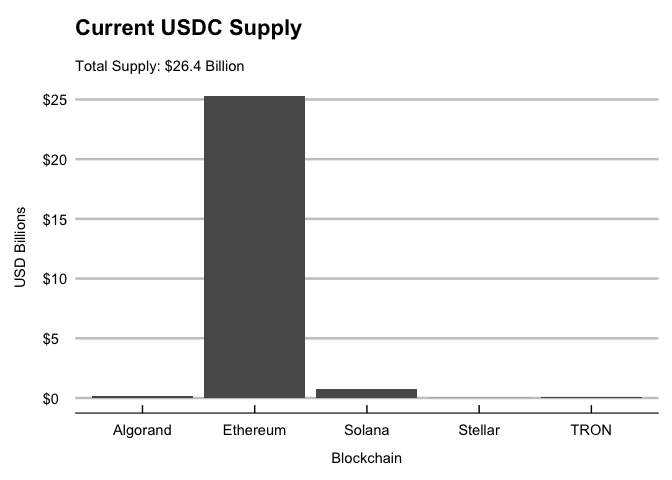 Current USDC Supply
Total Supply: $26.4 Billion
$25
$20
$15
$10
$5
$0
USD Billions
Algorand Ethereum Solana Stellar TRON
Blockchain